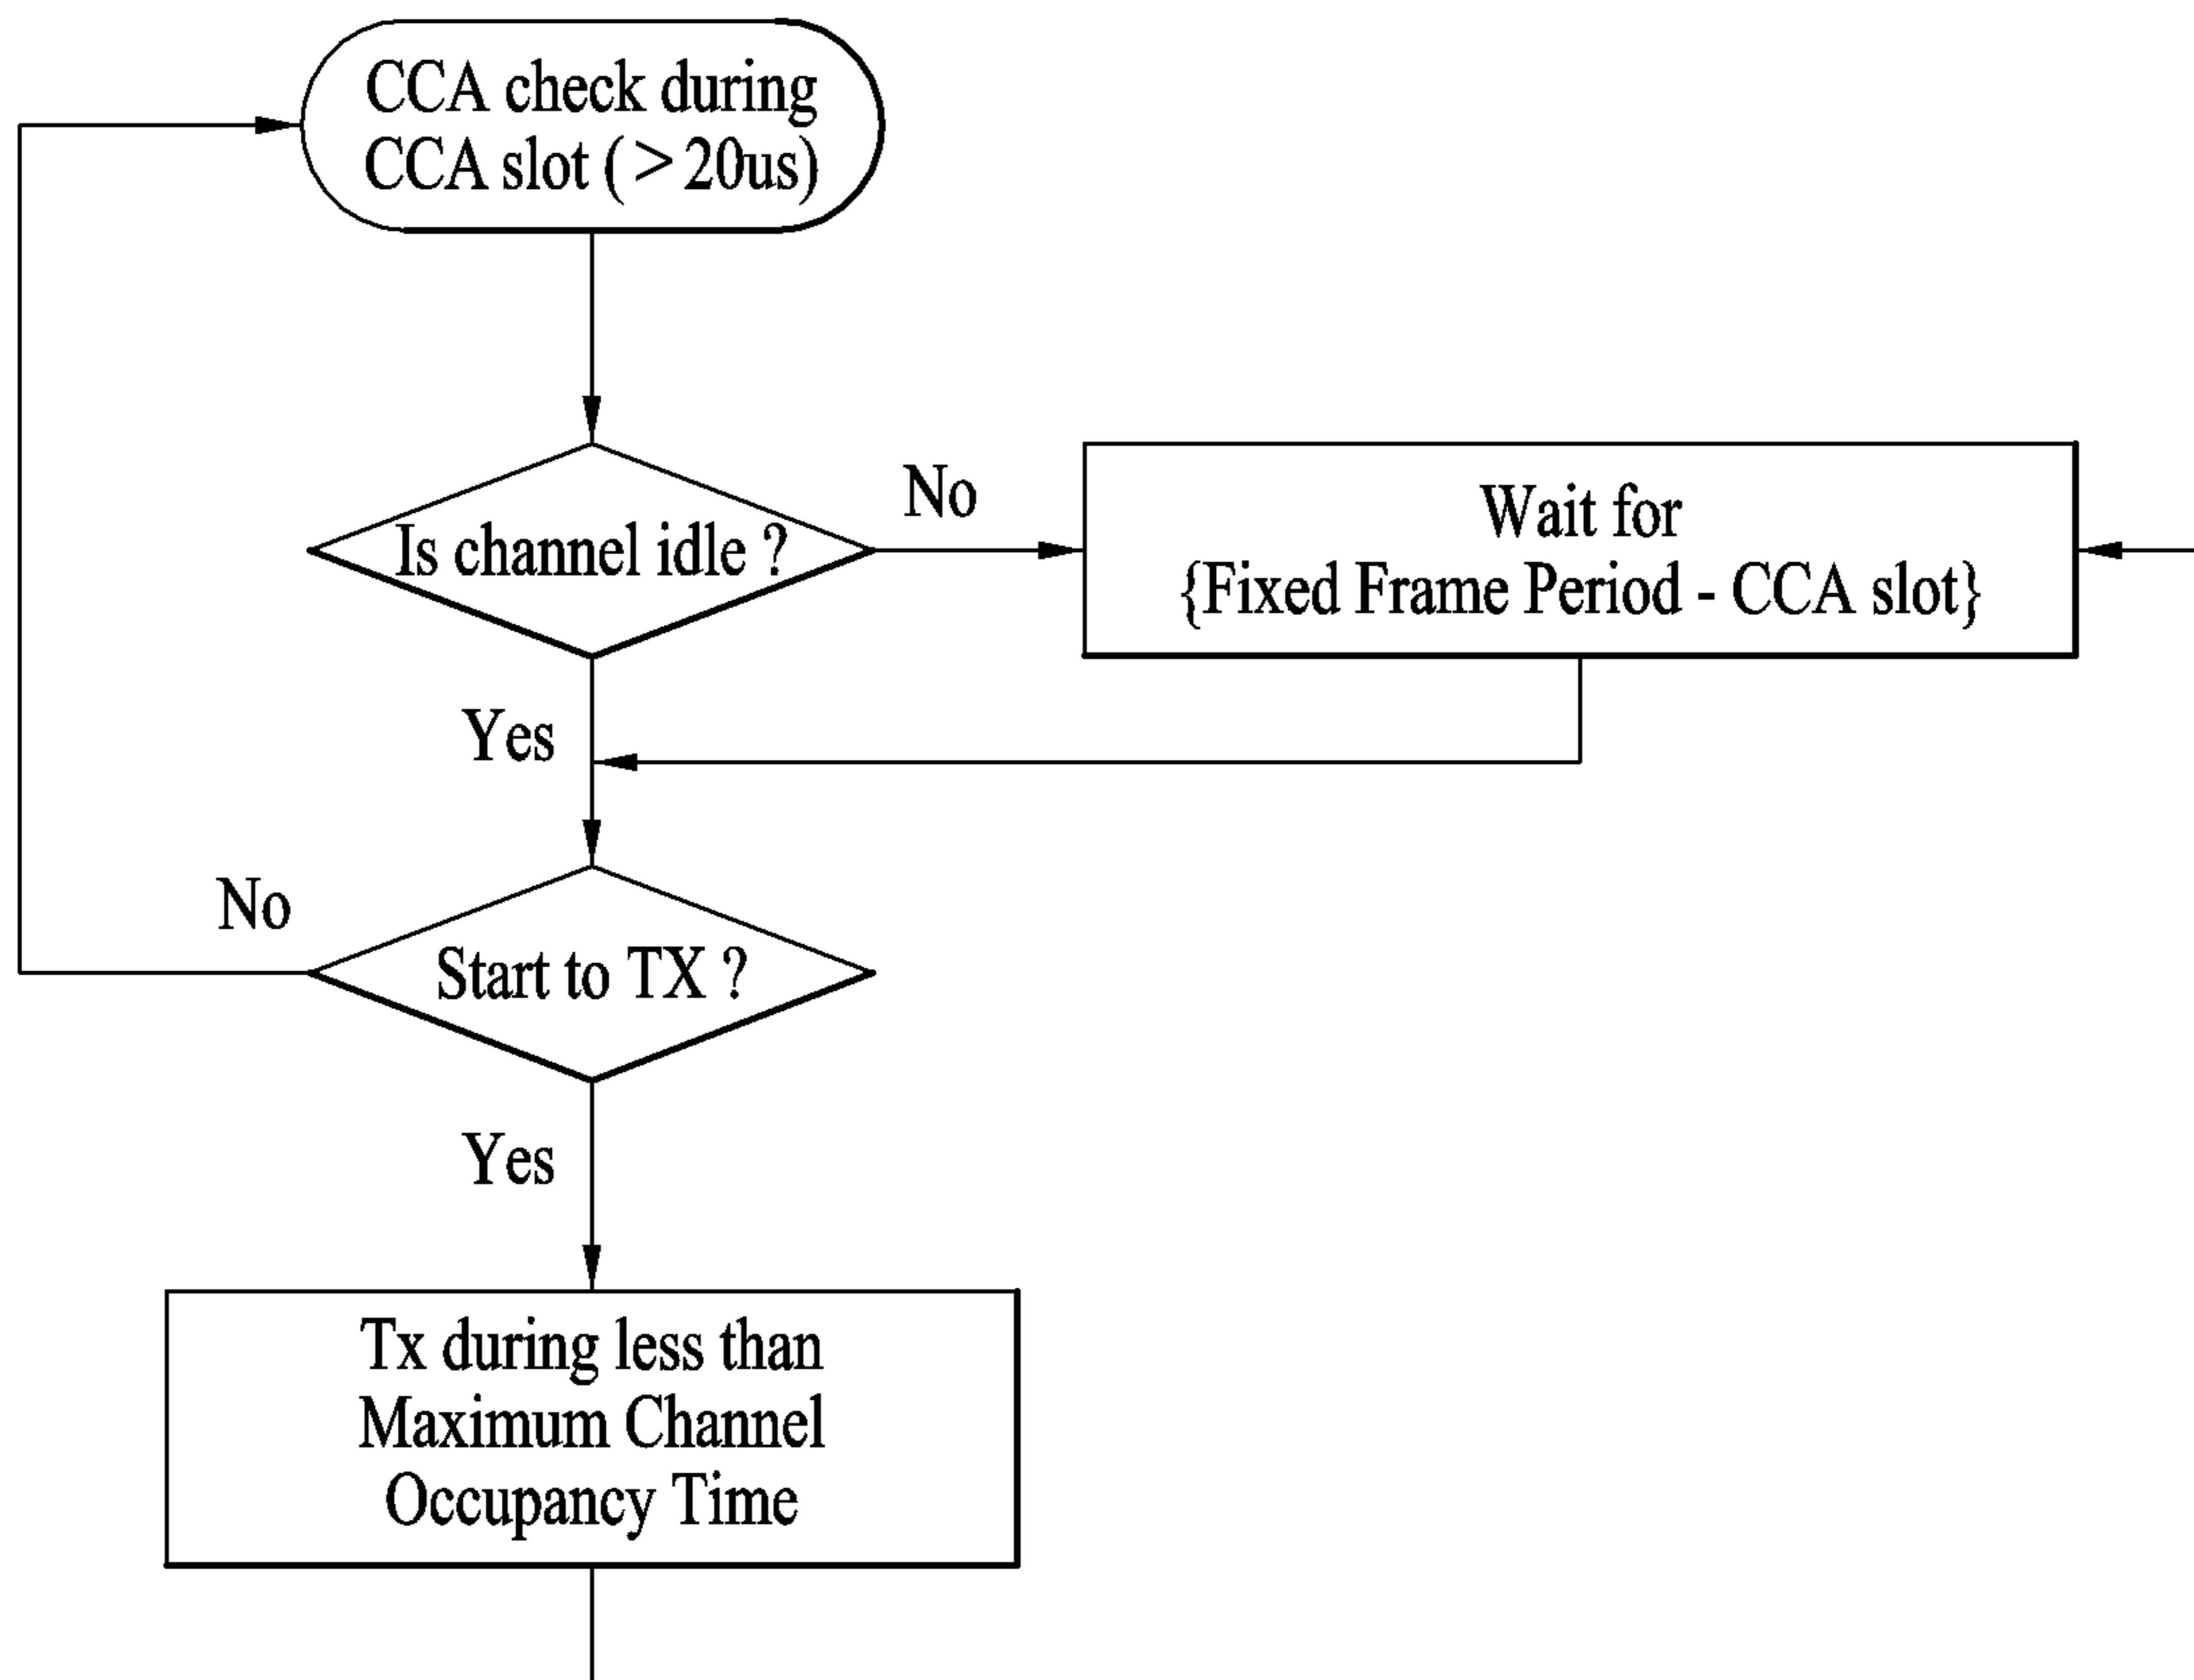 CCA check during
CCA slot ( > 20us)
Is channel idle ?
No
Wait for
{Fixed Frame Period - CCA slot}
Yes
No
Start to TX ?
Yes
Tx during less than
Maximum Channel
Occupancy Time